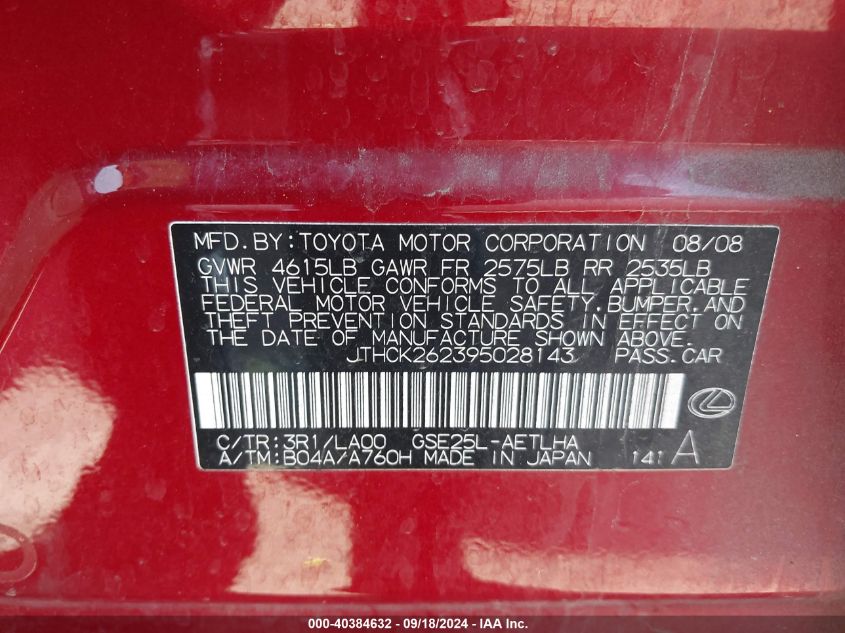 MFD. BY: TOYOTA MOTOR CORPORATION 08/08
GVWR 4615LB GAWR FR 2575LB RR 2535LB
THIS VEHICLE CONFORMS TO ALL APPLICABLE
FEDERAL MOTOR VEHICLE SAFETY, BUMPER, AND
THEFT PREVENTION STANDARDS IN EFFECT ON
THE DATE OF MANUFACTURE SHOWN ABOVE.
JTHCK262395028143 PASS. CAR
C/TR: 3R1/LA00 GSE25L-AETLHA
A/TM: B04A/A760H MADE IN JAPAN 141 A
000-40384632 - 09/18/2024 - IAA Inc.